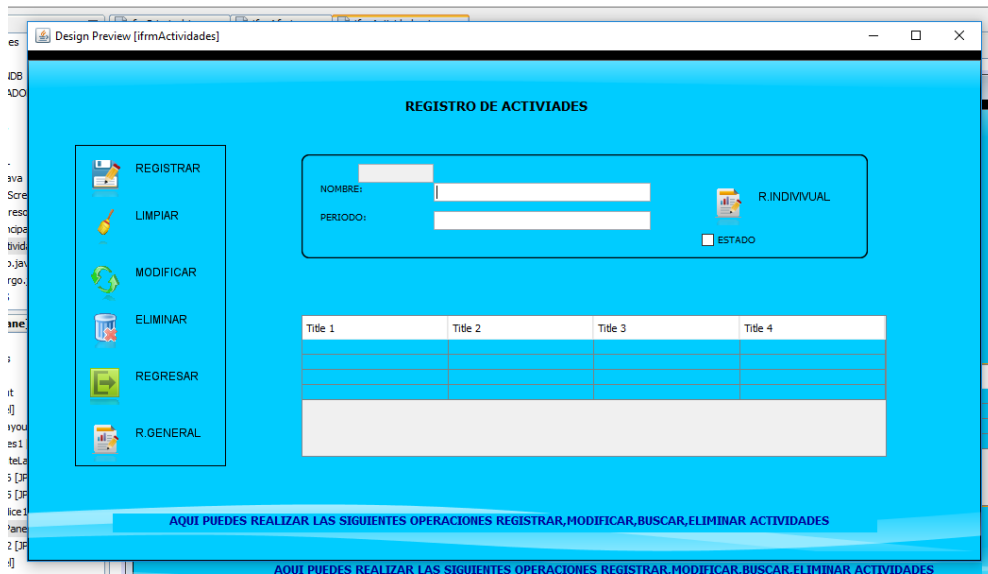 Design Preview [ifrmActividades]
REGISTRO DE ACTIVIADES
REGISTRAR
LIMPIAR
MODIFICAR
ELIMINAR
REGRESAR
R.GENERAL
NOMBRE:
PERIODO:
R.INDIVIVUAL
ESTADO
Title 1 Title 2 Title 3 Title 4
AQUI PUEDES REALIZAR LAS SIGUIENTES OPERACIONES REGISTRAR,MODIFICAR,BUSCAR,ELIMINAR ACTIVIDADES
AQUI PUEDES REALIZAR LAS SIGUIENTES OPERACIONES REGISTRAR,MODIFICAR,BUSCAR,ELIMINAR ACTIVIDADES